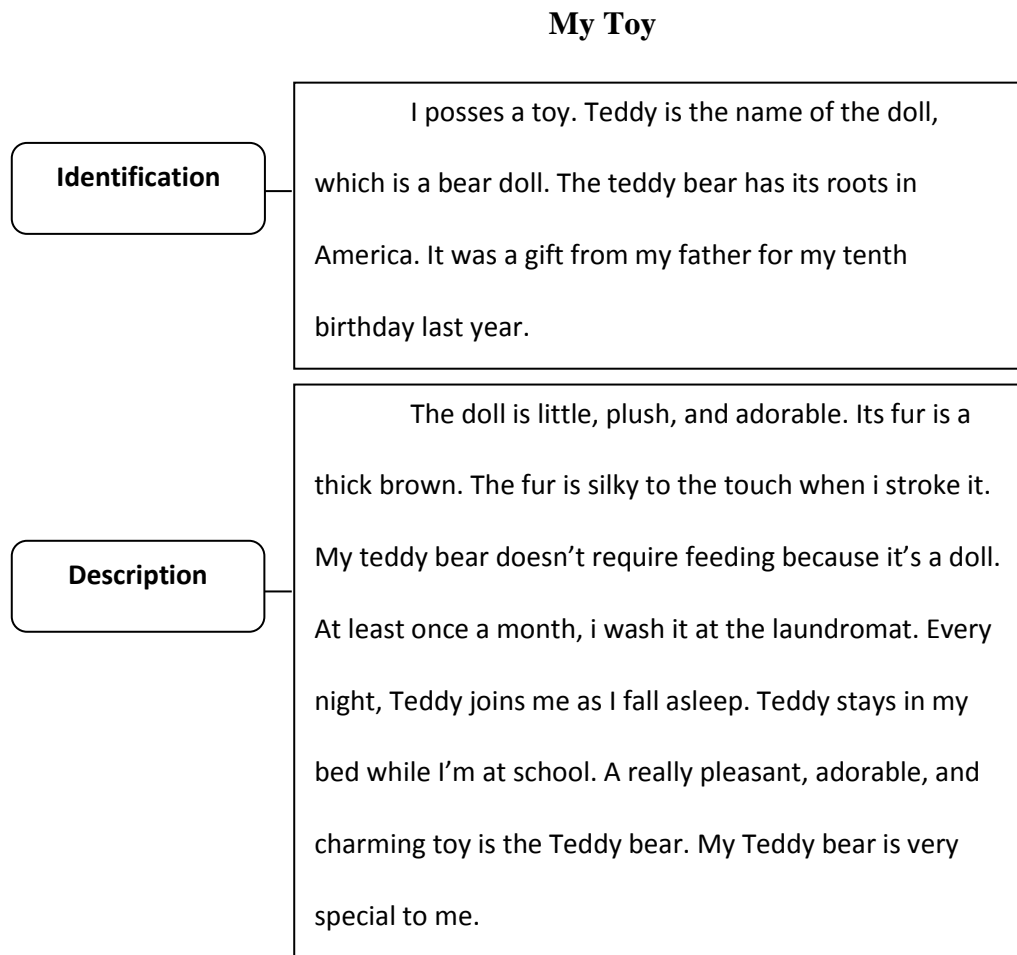 My Toy
Identification
I posses a toy. Teddy is the name of the doll,
which is a bear doll. The teddy bear has its roots in
America. It was a gift from my father for my tenth
birthday last year.
Description
The doll is little, plush, and adorable. Its fur is a
thick brown. The fur is silky to the touch when i stroke it.
My teddy bear doesn’t require feeding because it’s a doll.
At least once a month, i wash it at the laundromat. Every
night, Teddy joins me as I fall asleep. Teddy stays in my
bed while I’m at school. A really pleasant, adorable, and
charming toy is the Teddy bear. My Teddy bear is very
special to me.